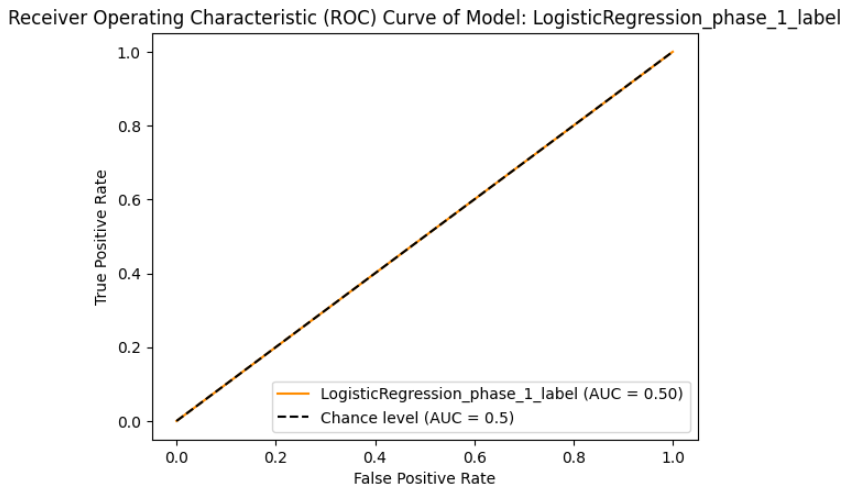 Receiver Operating Characteristic (ROC) Curve of Model: LogisticRegression_phase_1_label
True Positive Rate
1.0
0.8
0.6
0.4
0.2
0.0
LogisticRegression_phase_1_label (AUC = 0.50)
Chance level (AUC = 0.5)
0.0 0.2 0.4 0.6 0.8 1.0
False Positive Rate